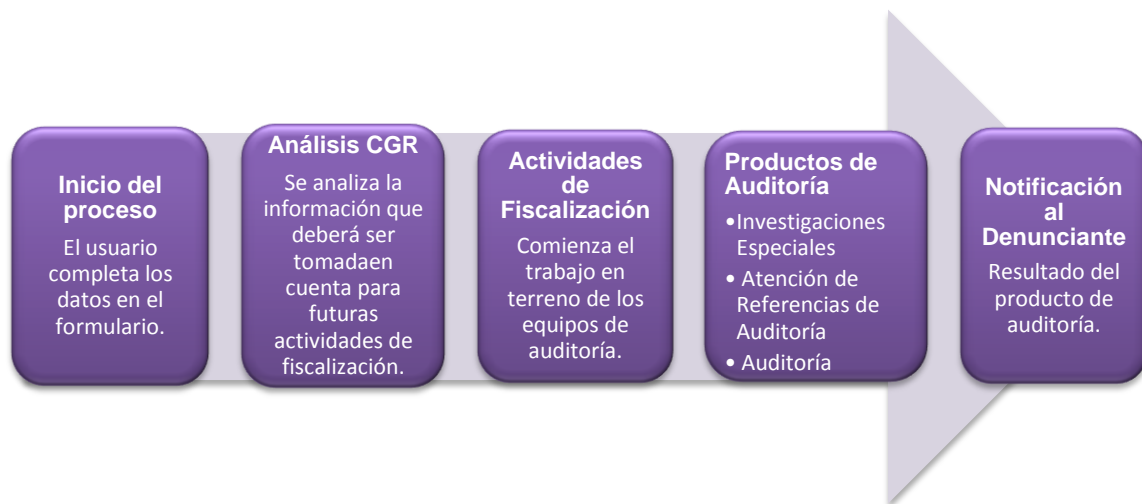 Inicio del
proceso
El usuario
completa los
datos en el
formulario.
Análisis CGR
Se analiza la
información que
deberá ser
tomadaen
cuenta para
futuras
actividades de
fiscalización.
Actividades
de
Fiscalización
Comienza el
trabajo en
terreno de los
equipos de
auditoría.
Productos de
Auditoría
•Investigaciones
Especiales
• Atención de
Referencias de
Auditoría
• Auditoría
Notificación
al
Denunciante
Resultado del
producto de
auditoría.